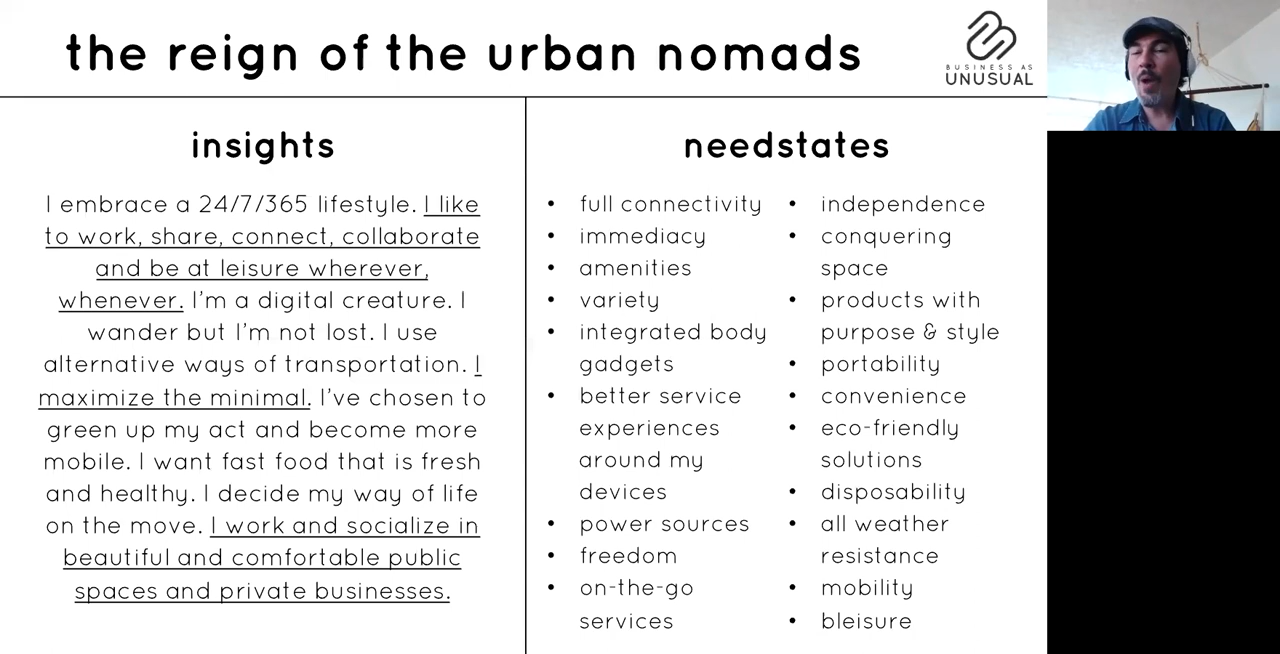 the reign of the urban nomads
BUSINESS AS
UNUSUAL
insights
I embrace a 24/7/365 lifestyle. I like
to work, share, connect, collaborate
and be at leisure wherever,
whenever. I'm a digital creature. I
wander but I'm not lost. I use
alternative ways of transportation. I
maximize the minimal. I've chosen to
green up my act and become more
mobile. I want fast food that is fresh
and healthy. I decide my way of life
on the move. I work and socialize in
beautiful and comfortable public
spaces and private businesses.
needstates
• full connectivity
• immediacy
• amenities
• variety
• integrated body
gadgets
• better service
experiences
around my
devices
• power sources
• freedom
• on-the-go
services
• independence
• conquering
space
• products with
purpose & style
• portability
• convenience
• eco-friendly
solutions
• disposability
• all weather
resistance
• mobility
• bleisure